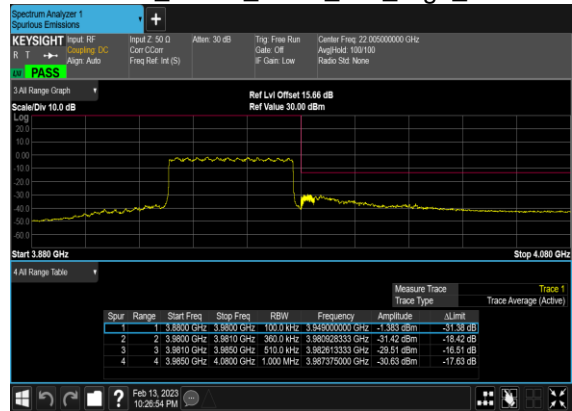 Spectrum Analyzer 1
Spurious Emissions
+
KEYSIGHT Input: RF Input Z: 50 Ω Atten: 30 dB Trig: Free Run Center Freq: 22.005000000 GHz
R T Coupling: DC Corr CCorr Gate: Off Avg|Hold: 100/100
Align: Auto Freq Ref: Int (S) IF Gain: Low Radio Std: None
PASS
3 All Range Graph
Ref Lvl Offset 15.66 dB
Scale/Div 10.0 dB Ref Value 30.00 dBm
Log
20.0
10.0
0.00
-10.0
-20.0
-30.0
-40.0
-50.0
-60.0
Start 3.880 GHz Stop 4.080 GHz
4 All Range Table
Measure Trace Trace 1
Trace Type Trace Average (Active)
Spur Range Start Freq Stop Freq RBW Frequency Amplitude ΔLimit
1 1 3.8800 GHz 3.9800 GHz 100.0 kHz 3.949000000 GHz -1.383 dBm -31.38 dB
2 2 3.9800 GHz 3.9810 GHz 360.0 kHz 3.980928333 GHz -31.42 dBm -18.42 dB
3 3 3.9810 GHz 3.9850 GHz 510.0 kHz 3.982613333 GHz -29.51 dBm -16.51 dB
4 4 3.9850 GHz 4.0800 GHz 1.000 MHz 3.987375000 GHz -30.63 dBm -17.63 dB
? Feb 13, 2023
10:26:54 PM